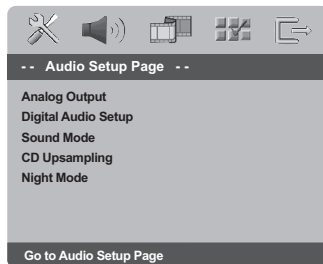 -- Audio Setup Page --
Analog Output
Digital Audio Setup
Sound Mode
CD Upsampling
Night Mode
Go to Audio Setup Page